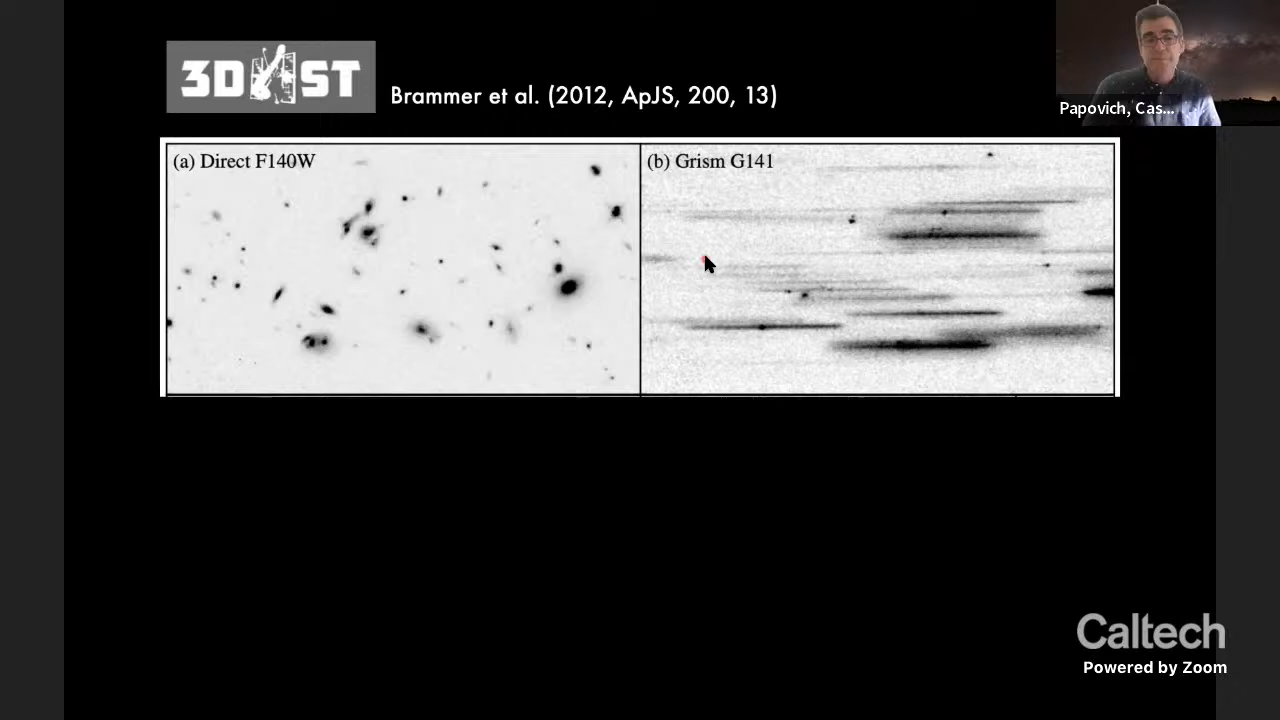 3D HST
Brammer et al. (2012, ApJS, 200, 13)
Papovich, Cas...
(a) Direct F140W
(b) Grism G141
Caltech
Powered by Zoom